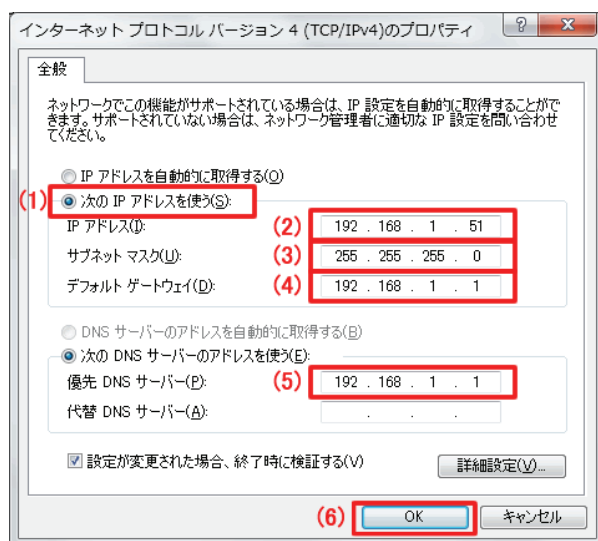 インターネット プロトコル バージョン 4 (TCP/IPv4)のプロパティ
全般
ネットワークでこの機能がサポートされている場合は、IP 設定を自動的に取得することがで
きます。サポートされていない場合は、ネットワーク管理者に適切な IP 設定を問い合わせ
てください。
IP アドレスを自動的に取得する(O)
(1) 次の IP アドレスを使う(S):
IP アドレス(I): (2) 192 . 168 . 1 . 51
サブネット マスク(U): (3) 255 . 255 . 255 . 0
デフォルト ゲートウェイ(D): (4) 192 . 168 . 1 . 1
DNS サーバーのアドレスを自動的に取得する(B)
次の DNS サーバーのアドレスを使う(E):
優先 DNS サーバー(P): (5) 192 . 168 . 1 . 1
代替 DNS サーバー(A): . . .
設定が変更された場合、終了時に検証する(V) 詳細設定(V)...
(6) OK キャンセル